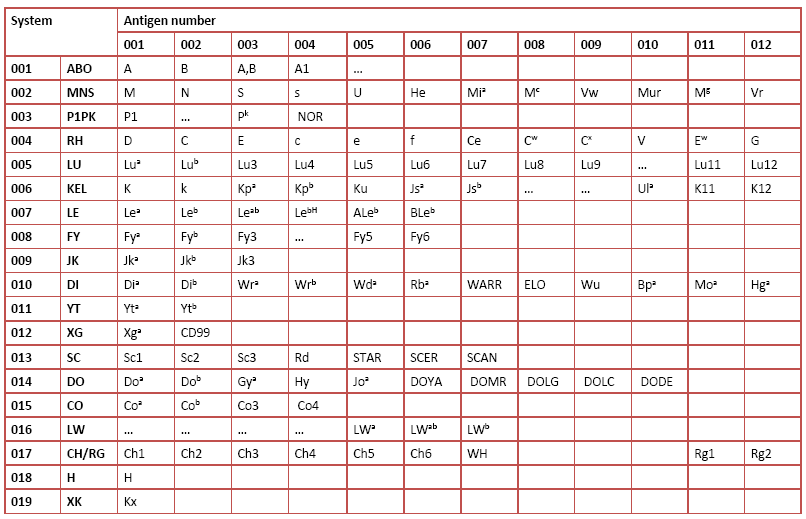 System Antigen number
001 002 003 004 005 006 007 008 009 010 011 012
001 ABO A B A,B A1 ...
002 MNS M N S s U He Miᵃ Mᶜ Vw Mur Mᵍ Vr
003 P1PK P1 ... Pᵏ NOR
004 RH D C E c e f Ce Cʷ Cˣ V Eʷ G
005 LU Luᵃ Luᵇ Lu3 Lu4 Lu5 Lu6 Lu7 Lu8 Lu9 ... Lu11 Lu12
006 KEL K k Kpᵃ Kpᵇ Ku Jsᵃ Jsᵇ ... ... Ulᵃ K11 K12
007 LE Leᵃ Leᵇ Leᵃᵇ Leᵇᴴ ALeᵇ BLeᵇ
008 FY Fyᵃ Fyᵇ Fy3 ... Fy5 Fy6
009 JK Jkᵃ Jkᵇ Jk3
010 DI Diᵃ Diᵇ Wrᵃ Wrᵇ Wdᵃ Rbᵃ WARR ELO Wu Bpᵃ Moᵃ Hgᵃ
011 YT Ytᵃ Ytᵇ
012 XG Xgᵃ CD99
013 SC Sc1 Sc2 Sc3 Rd STAR SCER SCAN
014 DO Doᵃ Doᵇ Gyᵃ Hy Joᵃ DOYA DOMR DOLG DOLC DODE
015 CO Coᵃ Coᵇ Co3 Co4
016 LW ... ... ... ... LWᵃ LWᵃᵇ LWᵇ
017 CH/RG Ch1 Ch2 Ch3 Ch4 Ch5 Ch6 WH Rg1 Rg2
018 H H
019 XK Kx